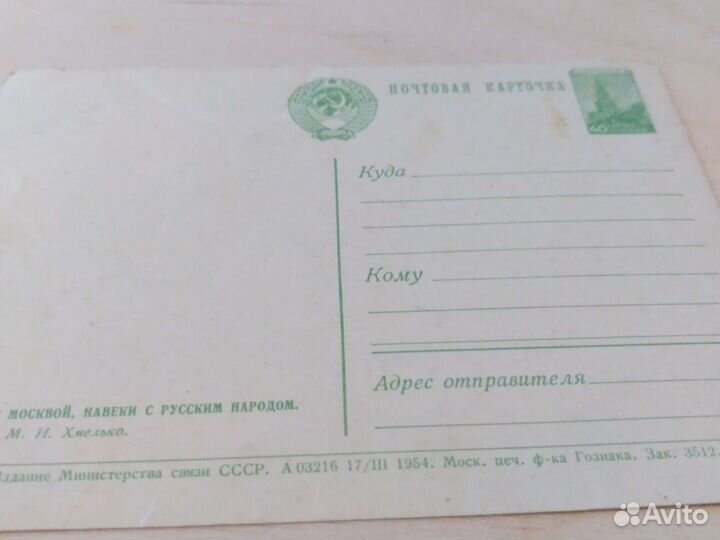 ПОЧТОВАЯ КАРТОЧКА
40
Куда
Кому
Адрес отправителя
МОСКВОЙ, НАВЕКИ С РУССКИМ НАРОДОМ.
М. И. Хмелько.
Издание Министерства связи СССР. А 03216 17/III 1954. Моск. печ. ф-ка Гознака. Зак. 3512.
Avito